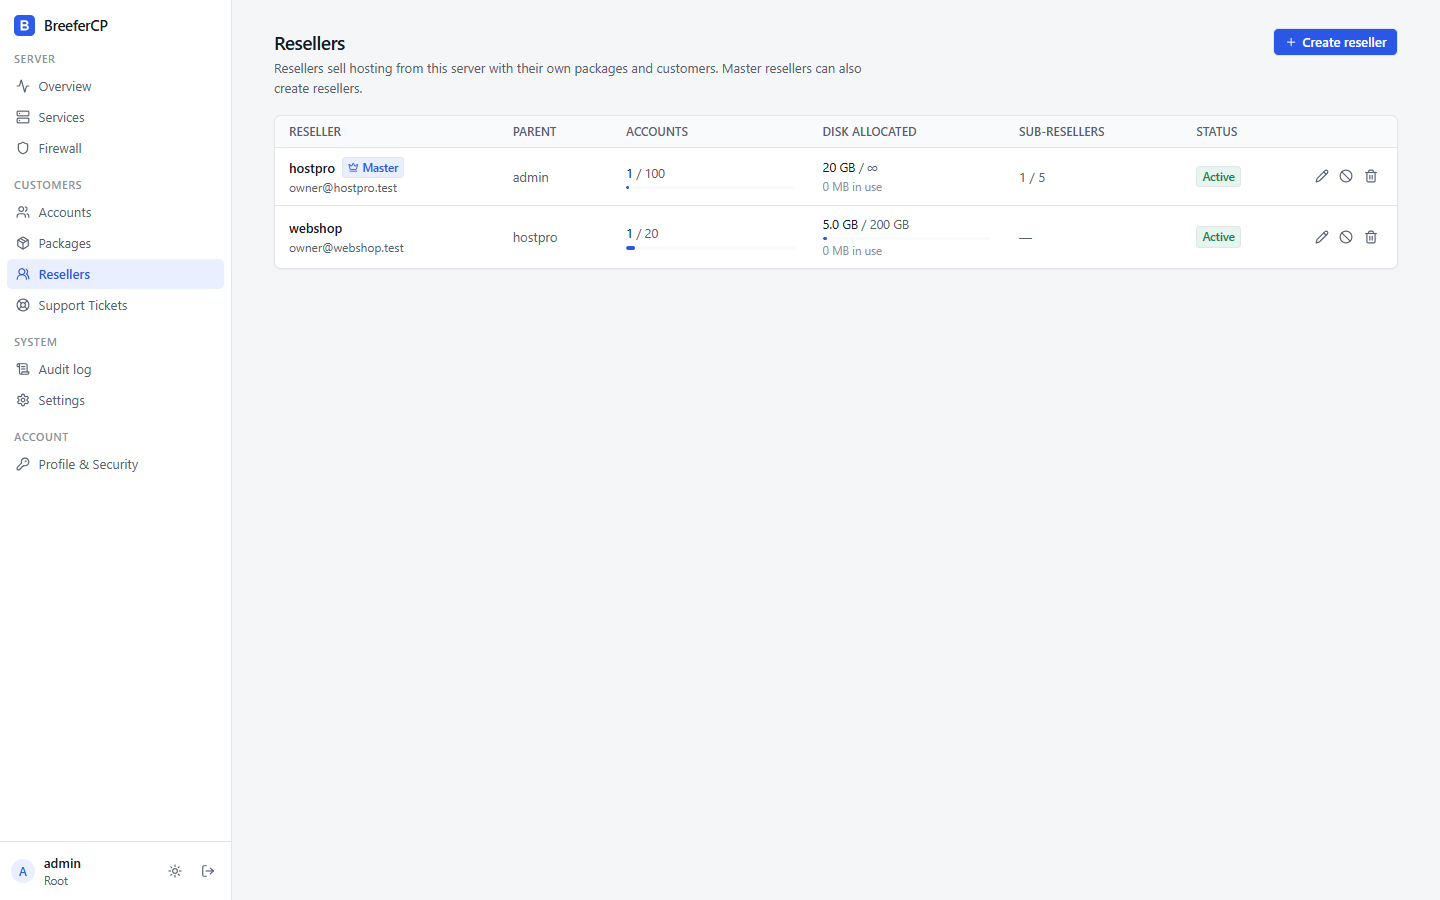 B BreeferCP
SERVER
Overview
Services
Firewall
CUSTOMERS
Accounts
Packages
Resellers
Support Tickets
SYSTEM
Audit log
Settings
ACCOUNT
Profile & Security
A admin
Root
Resellers
Resellers sell hosting from this server with their own packages and customers. Master resellers can also
create resellers.
+ Create reseller
RESELLER PARENT ACCOUNTS DISK ALLOCATED SUB-RESELLERS STATUS
hostpro Master admin 1 / 100 20 GB / ∞ 1 / 5 Active
owner@hostpro.test 0 MB in use
webshop hostpro 1 / 20 5.0 GB / 200 GB — Active
owner@webshop.test 0 MB in use